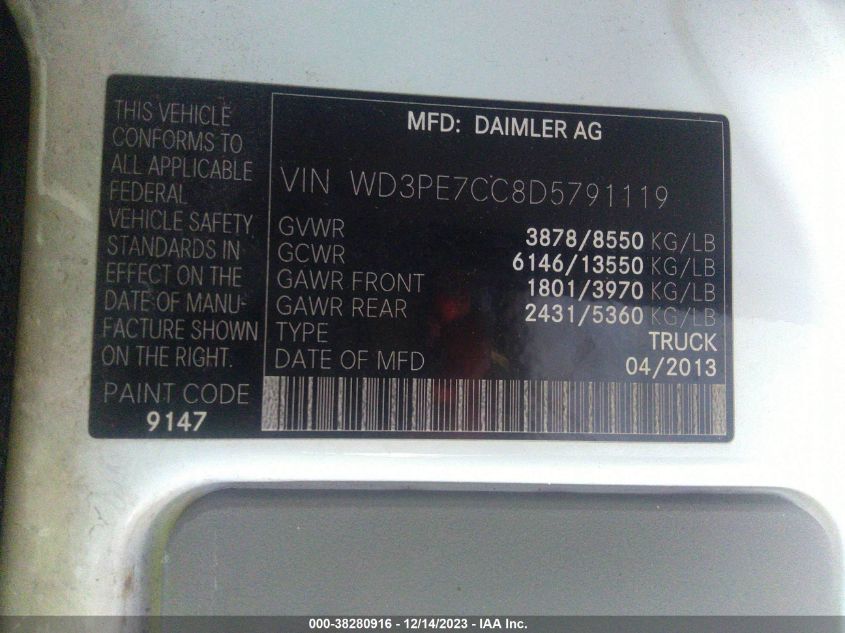 THIS VEHICLE
CONFORMS TO
ALL APPLICABLE
FEDERAL
VEHICLE SAFETY
STANDARDS IN
EFFECT ON THE
DATE OF MANU-
FACTURE SHOWN
ON THE RIGHT.
PAINT CODE
9147
MFD: DAIMLER AG
VIN WD3PE7CC8D5791119
GVWR 3878/8550 KG/LB
GCWR 6146/13550 KG/LB
GAWR FRONT 1801/3970 KG/LB
GAWR REAR 2431/5360 KG/LB
TYPE TRUCK
DATE OF MFD 04/2013
000-38280916 - 12/14/2023 - IAA Inc.